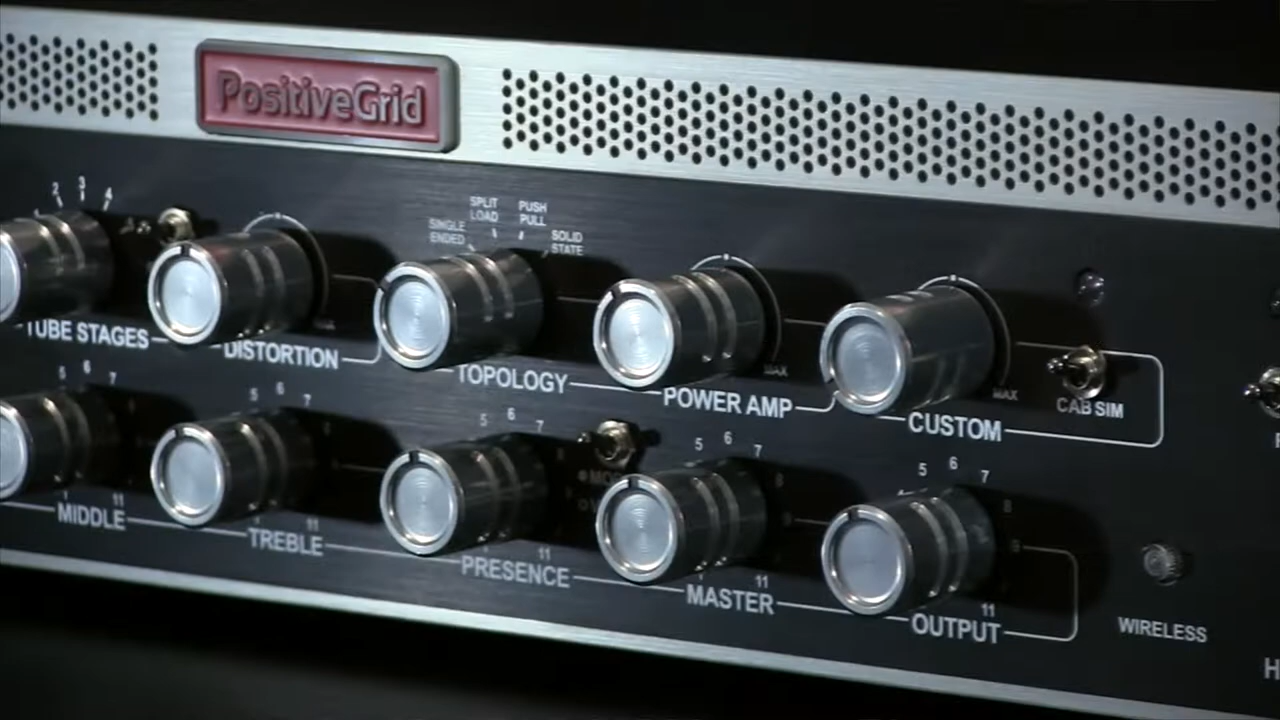 PositiveGrid
2 3 4
SINGLE ENDED
SPLIT LOAD
PUSH PULL
SOLID STATE
MAX
MAX
TUBE STAGES
DISTORTION
TOPOLOGY
POWER AMP
CUSTOM
CAB SIM
5 6 7
5 6 7
5 6 7
5 6 7
5 6 7
8
11
11
11
11
11
MIDDLE
TREBLE
PRESENCE
MASTER
OUTPUT
WIRELESS